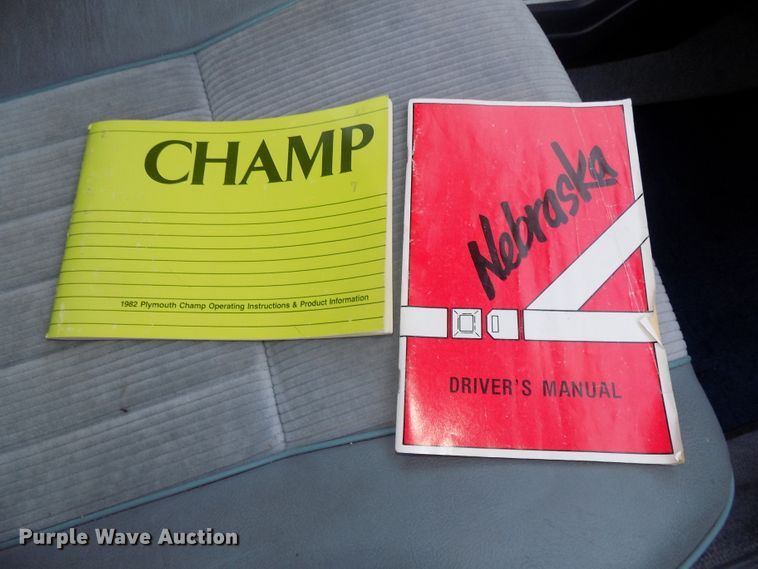 CHAMP
1982 Plymouth Champ Operating Instructions & Product Information
Nebraska
DRIVER'S MANUAL
Purple Wave Auction